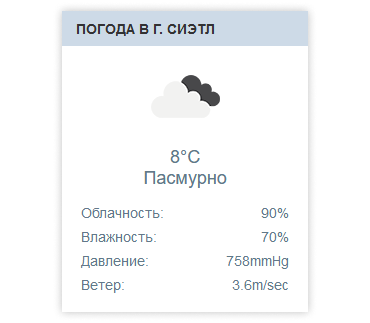 ПОГОДА В Г. СИЭТЛ
8°C
Пасмурно
Облачность: 90%
Влажность: 70%
Давление: 758mmHg
Ветер: 3.6m/sec